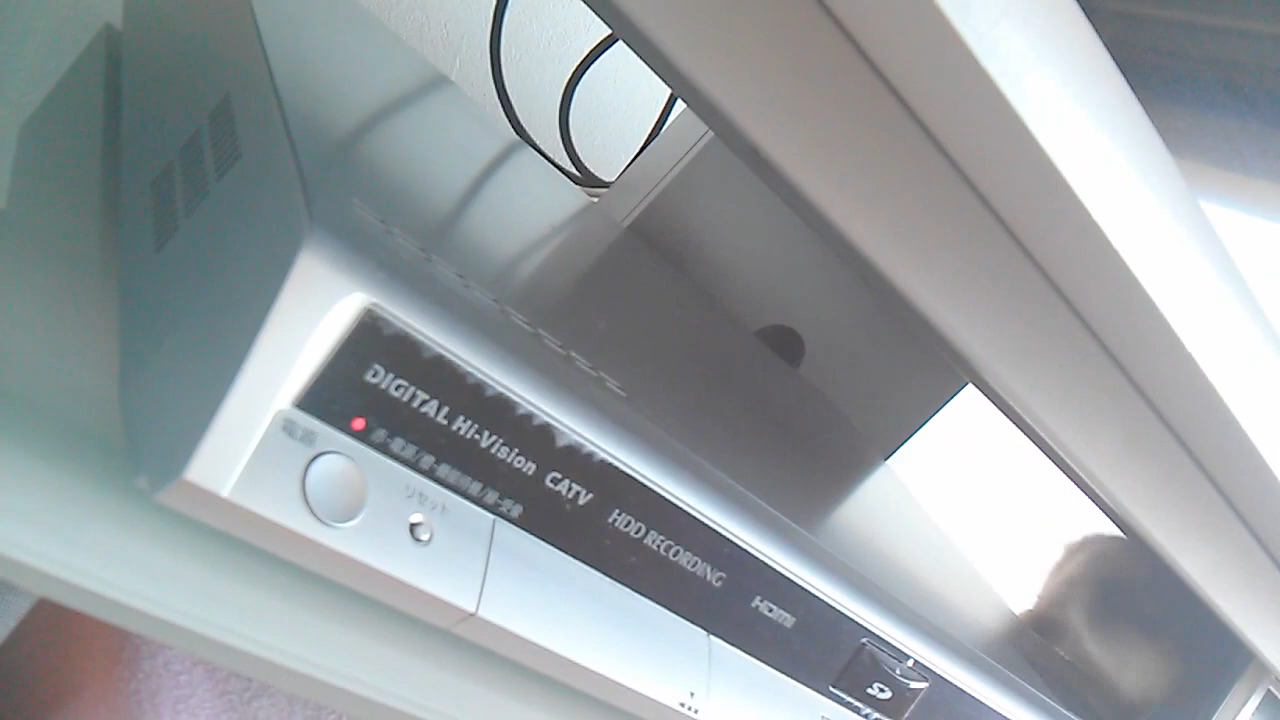 DIGITAL Hi-Vision CATV HDD RECORDING HDMI
電源
リセット
SD